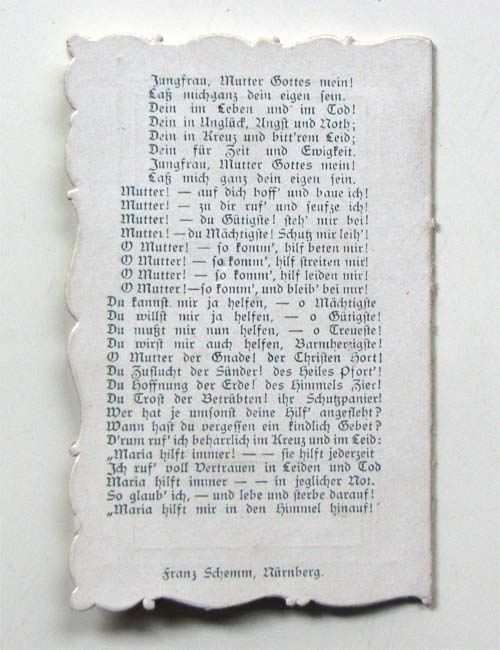 Jungfrau, Mutter Gottes mein!
Laß michganz dein eigen sein.
Dein im Leben und im Tod!
Dein in Unglück, Angst und Noth;
Dein in Kreuz und bitt'rem Leid;
Dein für Zeit und Ewigkeit.
Jungfrau, Mutter Gottes mein!
Laß mich ganz dein eigen sein.
Mutter! — auf dich hoff' und baue ich!
Mutter! — zu dir ruf' und seufze ich!
Mutter! — du Gütigste! steh' mir bei!
Mutter! — du Mächtigste! Schutz mir leih'!
O Mutter! — so komm', hilf beten mir!
O Mutter! — so komm', hilf streiten mir!
O Mutter! — so komm', hilf leiden mir!
O Mutter!—so komm', und bleib' bei mir!
Du kannst mir ja helfen, — o Mächtigste
Du willst mir ja helfen, — o Gütigste!
Du mußt mir nun helfen, — o Treueste!
Du wirst mir auch helfen, Barmherzigste!
O Mutter der Gnade! der Christen Hort!
Du Zuflucht der Sünder! des Heiles Pfort'!
Du Hoffnung der Erde! des Himmels Zier!
Du Trost der Betrübten! ihr Schutzpanier!
Wer hat je umsonst deine Hilf' angefleht?
Wann hast du vergessen ein kindlich Gebet?
D'rum ruf' ich beharrlich im Kreuz und im Leid:
„Maria hilft immer! — — sie hilft jederzeit
Ich ruf' voll Vertrauen in Leiden und Tod
Maria hilft immer — — in jeglicher Not.
So glaub' ich, — und lebe und sterbe darauf!
„Maria hilft mir in den Himmel hinauf!'
Franz Schemm, Nürnberg.